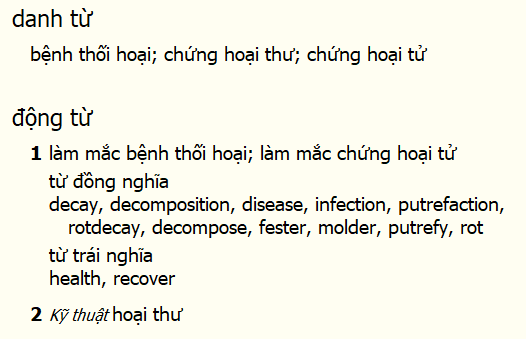 danh từ
bệnh thối hoại; chứng hoại thư; chứng hoại tử
động từ
1 làm mắc bệnh thối hoại; làm mắc chứng hoại tử
từ đồng nghĩa
decay, decomposition, disease, infection, putrefaction,
rotdecay, decompose, fester, molder, putrefy, rot
từ trái nghĩa
health, recover
2 Kỹ thuật hoại thư